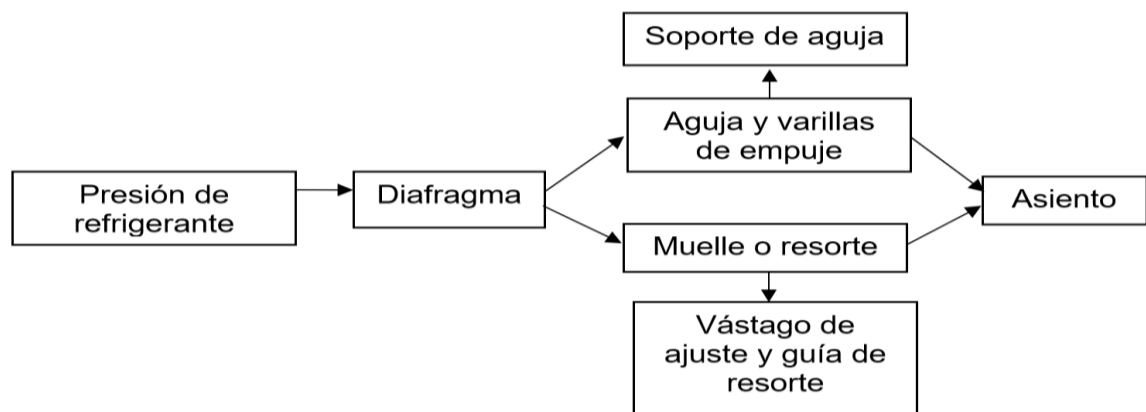 Soporte de aguja
Aguja y varillas
de empuje
Presión de
refrigerante
Diafragma
Asiento
Muelle o resorte
Vástago de
ajuste y guía de
resorte